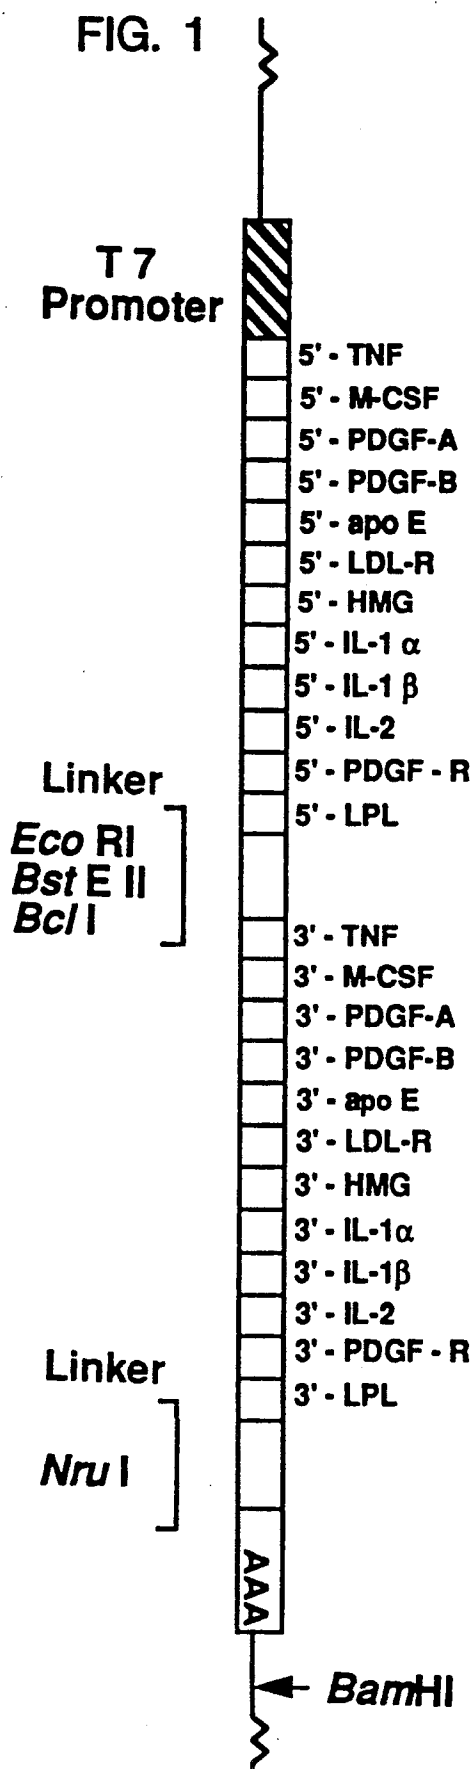 FIG. 1
T 7
Promoter
5' - TNF
5' - M-CSF
5' - PDGF-A
5' - PDGF-B
5' - apo E
5' - LDL-R
5' - HMG
5' - IL-1 α
5' - IL-1 β
5' - IL-2
5' - PDGF - R
5' - LPL
Linker
Eco RI
Bst E II
Bcl I
3' - TNF
3' - M-CSF
3' - PDGF-A
3' - PDGF-B
3' - apo E
3' - LDL-R
3' - HMG
3' - IL-1α
3' - IL-1β
3' - IL-2
3' - PDGF - R
3' - LPL
Linker
Nru I
AAA
BamHI